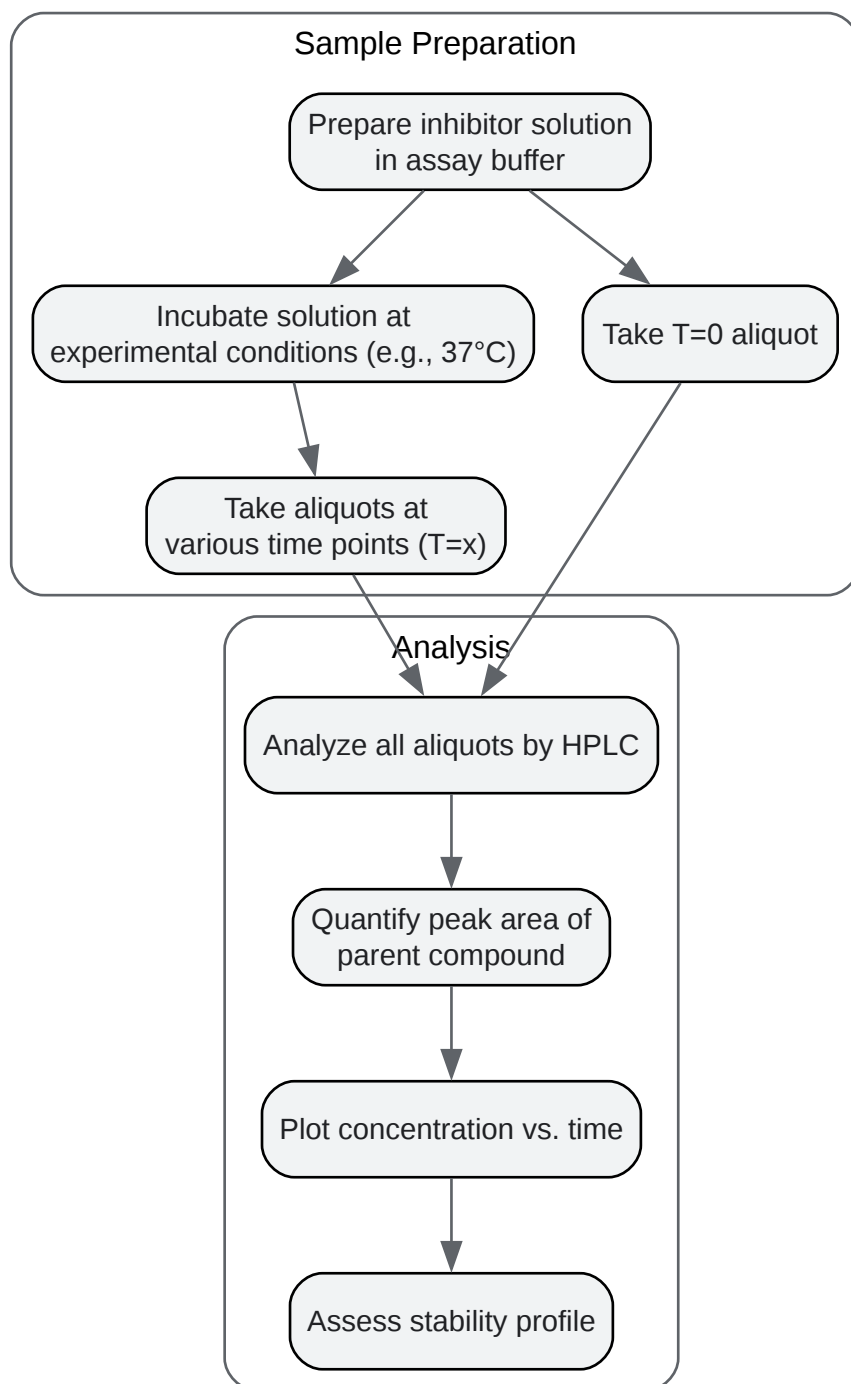 Sample Preparation
Prepare inhibitor solution
in assay buffer
Incubate solution at
experimental conditions (e.g., 37°C)
Take T=0 aliquot
Take aliquots at
various time points (T=x)
Analysis
Analyze all aliquots by HPLC
Quantify peak area of
parent compound
Plot concentration vs. time
Assess stability profile